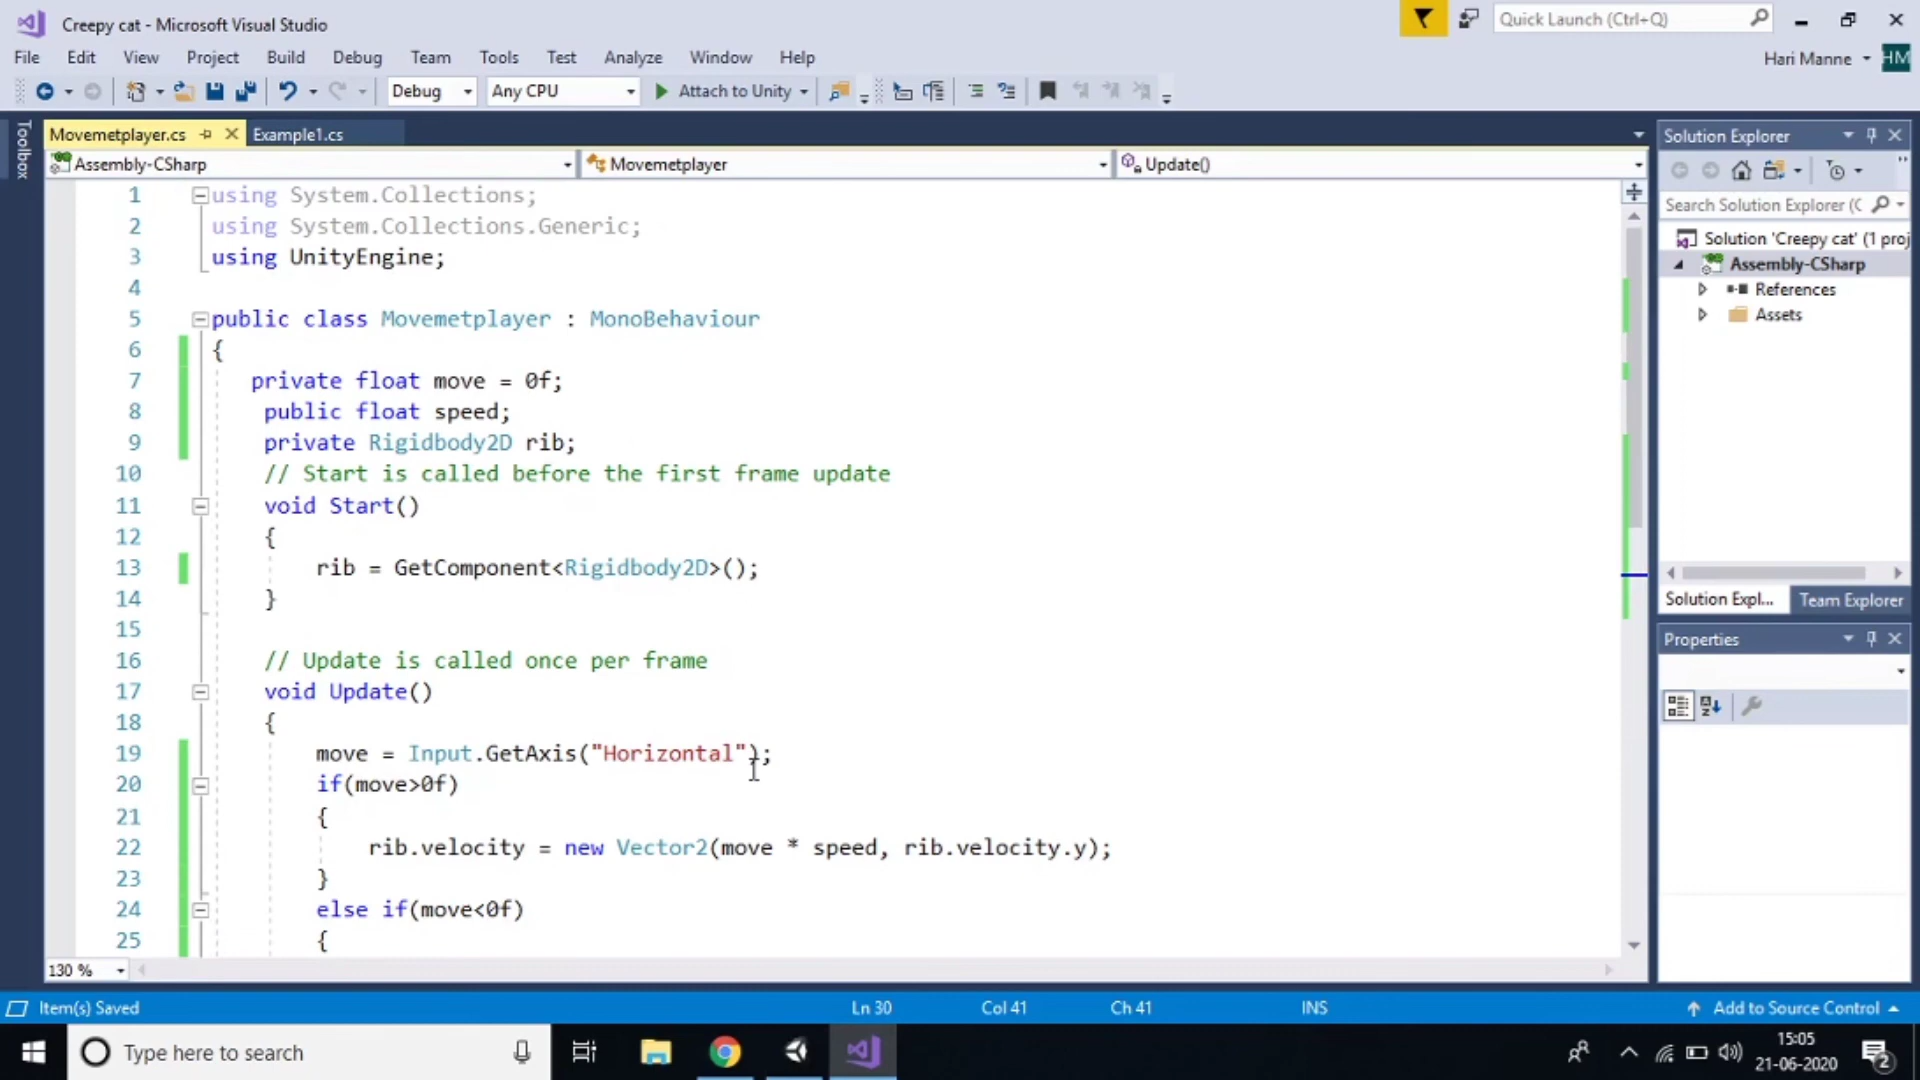 Creepy cat - Microsoft Visual Studio
Quick Launch (Ctrl+Q)
File Edit View Project Build Debug Team Tools Test Analyze Window Help
Hari Manne HM
Debug Any CPU Attach to Unity
Toolbox
Movemetplayer.cs Example1.cs
Assembly-CSharp Movemetplayer Update()
1 using System.Collections;
2 using System.Collections.Generic;
3 using UnityEngine;
4
5 public class Movemetplayer : MonoBehaviour
6 {
7 private float move = 0f;
8 public float speed;
9 private Rigidbody2D rib;
10 // Start is called before the first frame update
11 void Start()
12 {
13 rib = GetComponent<Rigidbody2D>();
14 }
15
16 // Update is called once per frame
17 void Update()
18 {
19 move = Input.GetAxis("Horizontal");
20 if(move>0f)
21 {
22 rib.velocity = new Vector2(move * speed, rib.velocity.y);
23 }
24 else if(move<0f)
25 {
130 %
Solution Explorer
Search Solution Explorer (C
Solution 'Creepy cat' (1 proj
Assembly-CSharp
References
Assets
Solution Expl... Team Explorer
Properties
Item(s) Saved Ln 30 Col 41 Ch 41 INS Add to Source Control
Type here to search
15:05
21-06-2020
2